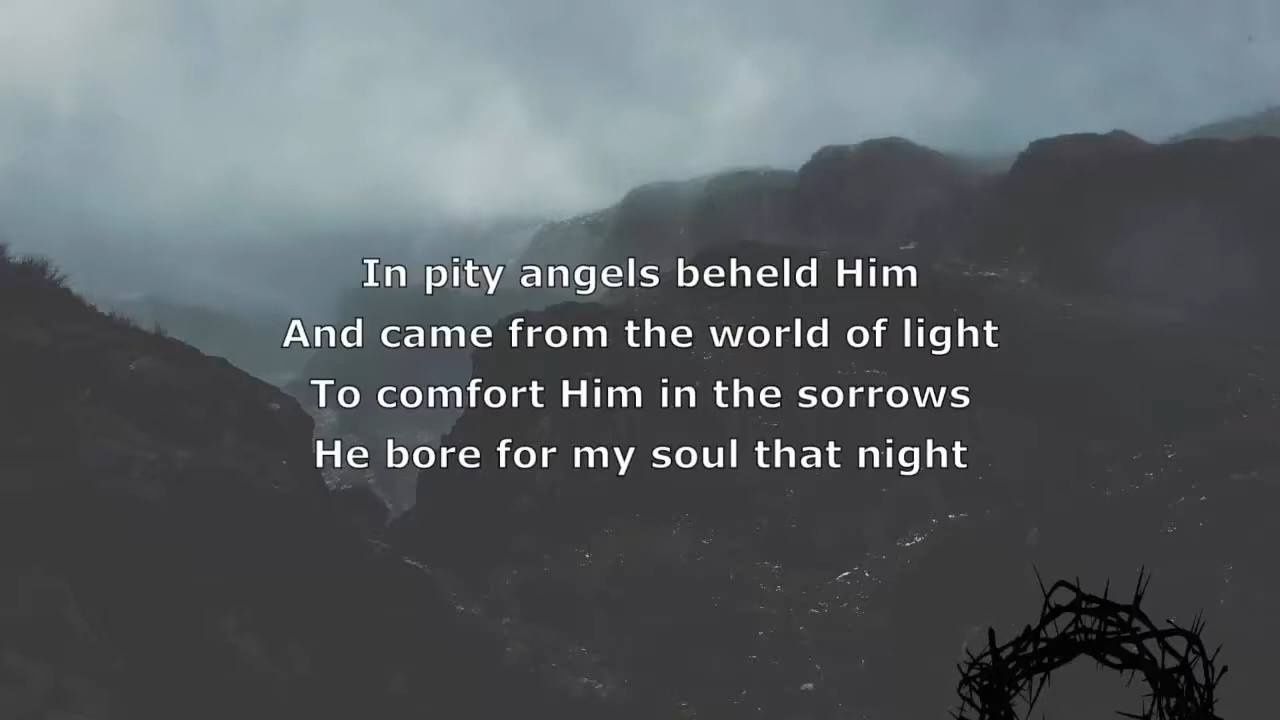 In pity angels beheld Him
And came from the world of light
To comfort Him in the sorrows
He bore for my soul that night